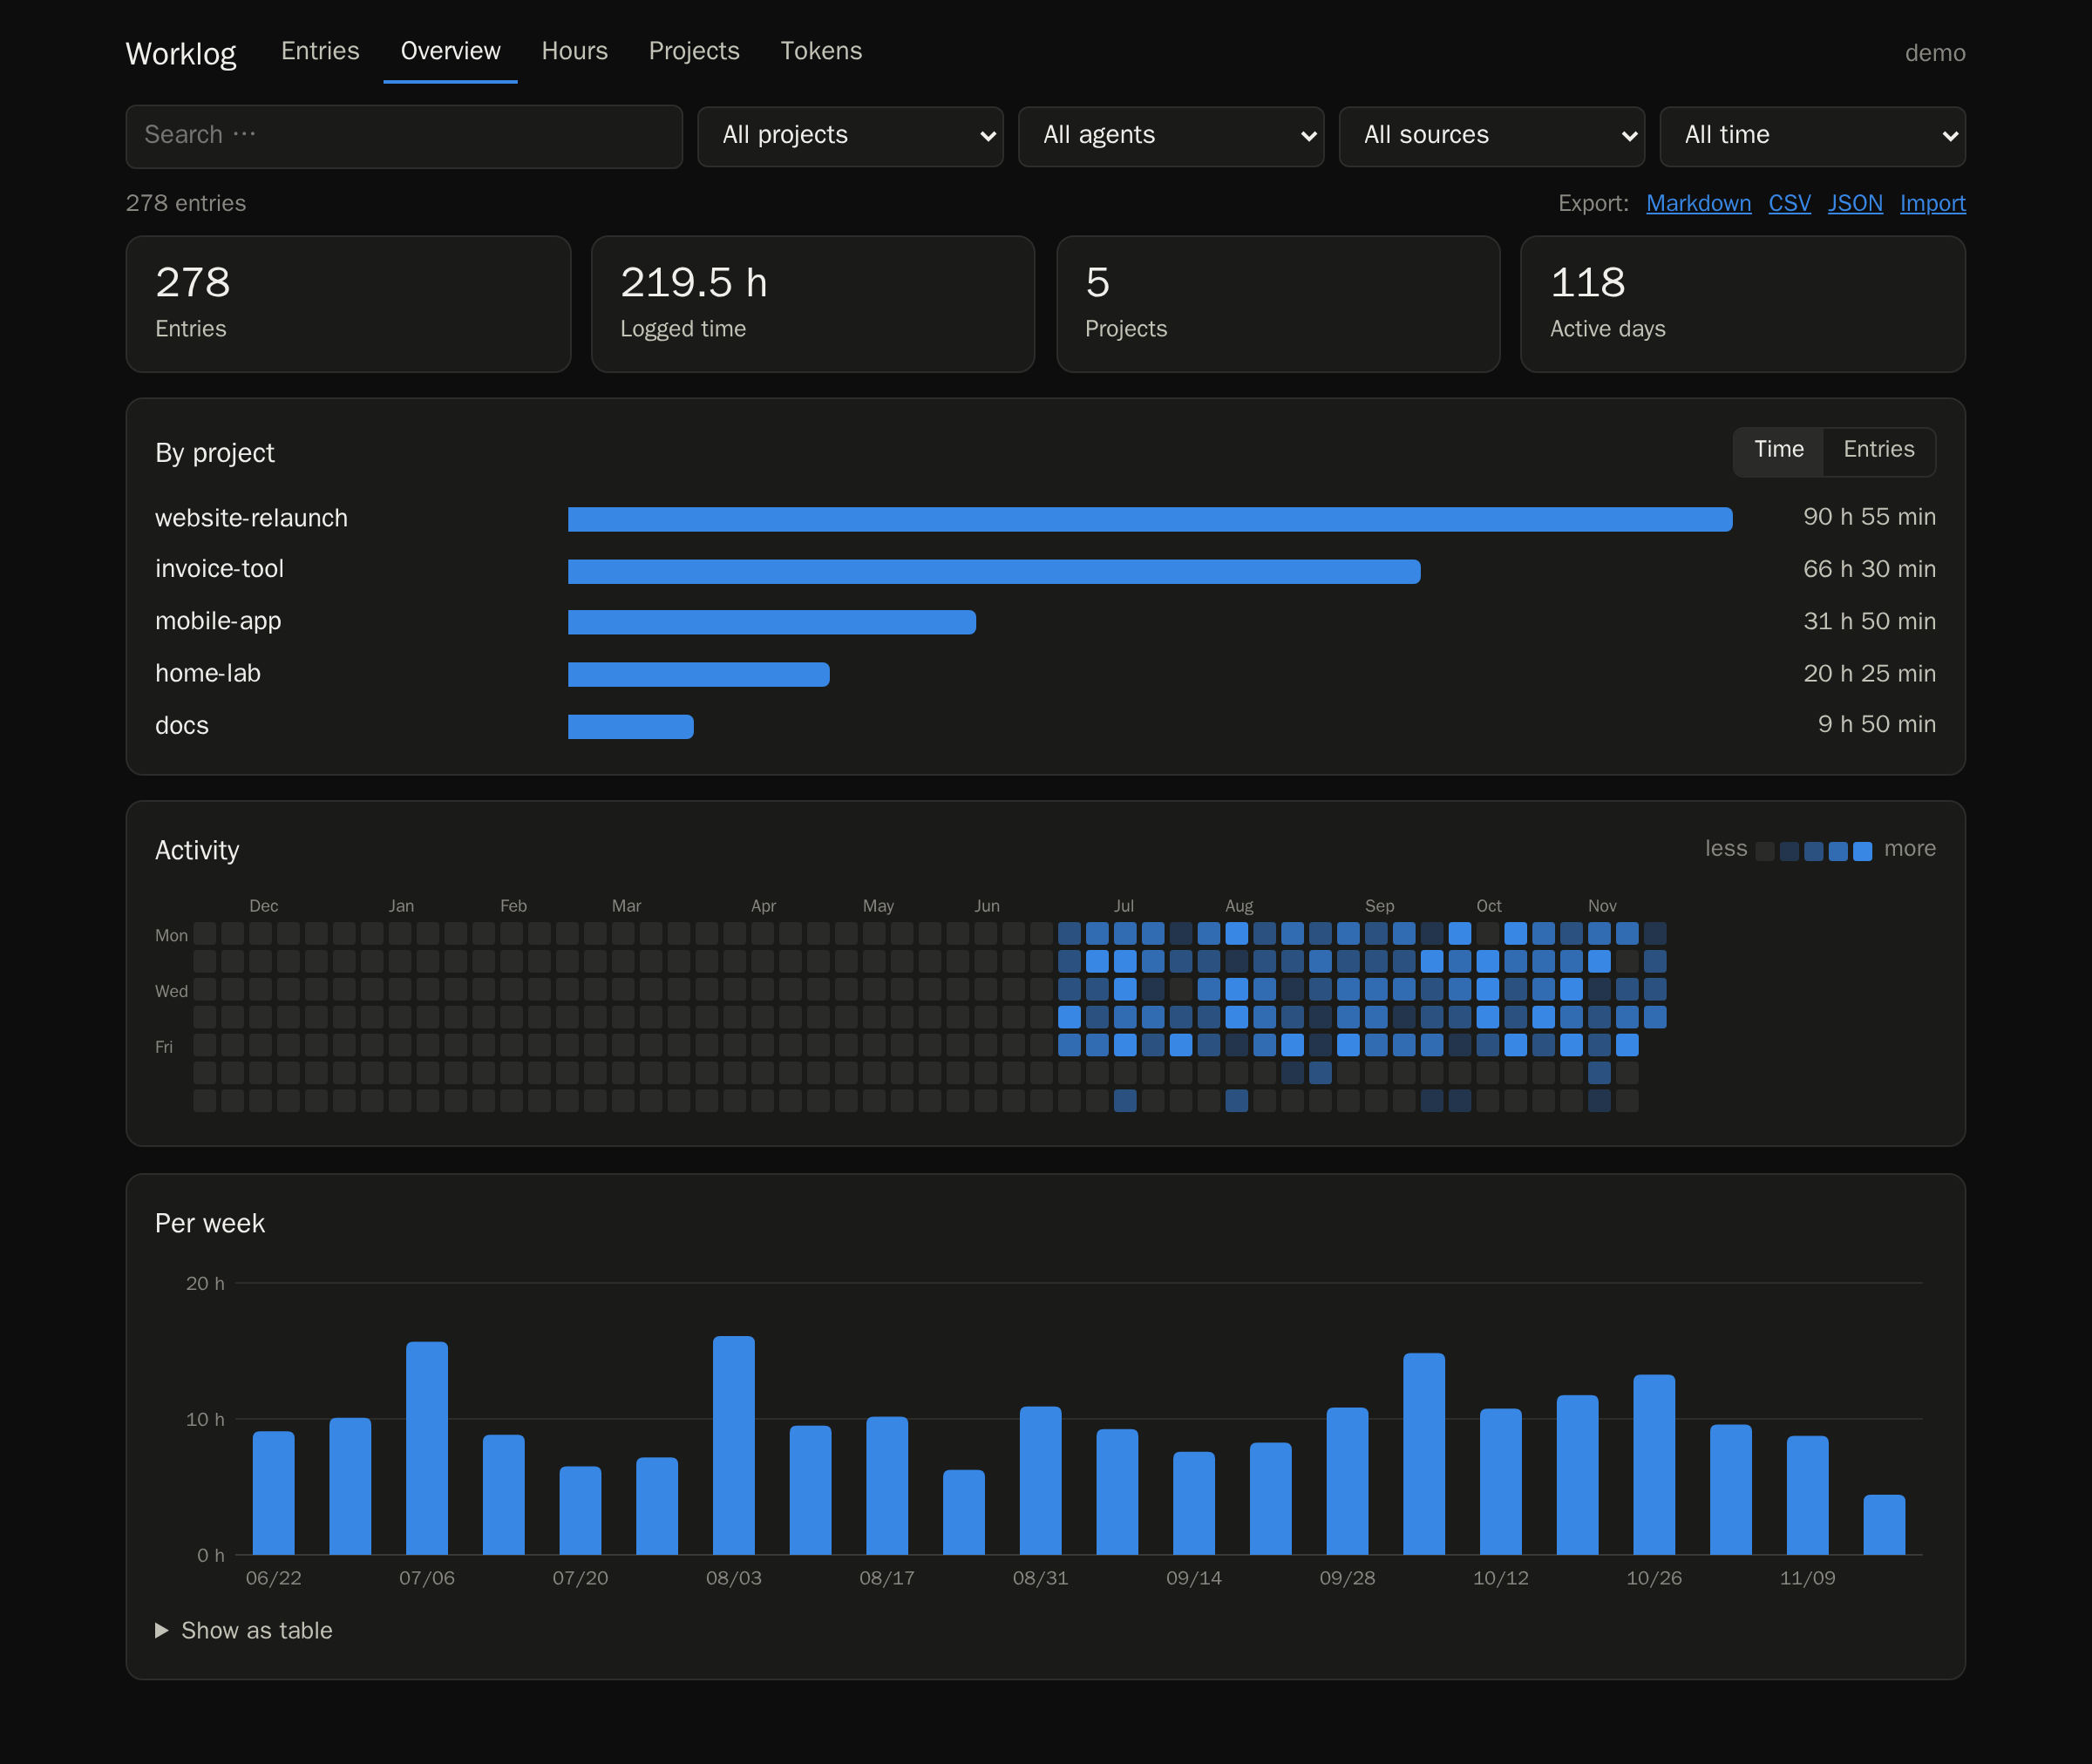 Worklog Entries Overview Hours Projects Tokens demo
Search ··· All projects All agents All sources All time
278 entries Export: Markdown CSV JSON Import
278 219.5 h 5 118
Entries Logged time Projects Active days
By project Time Entries
website-relaunch 90 h 55 min
invoice-tool 66 h 30 min
mobile-app 31 h 50 min
home-lab 20 h 25 min
docs 9 h 50 min
Activity less more
Dec Jan Feb Mar Apr May Jun Jul Aug Sep Oct Nov
Mon
Wed
Fri
Per week
20 h
10 h
0 h
06/22 07/06 07/20 08/03 08/17 08/31 09/14 09/28 10/12 10/26 11/09
Show as table